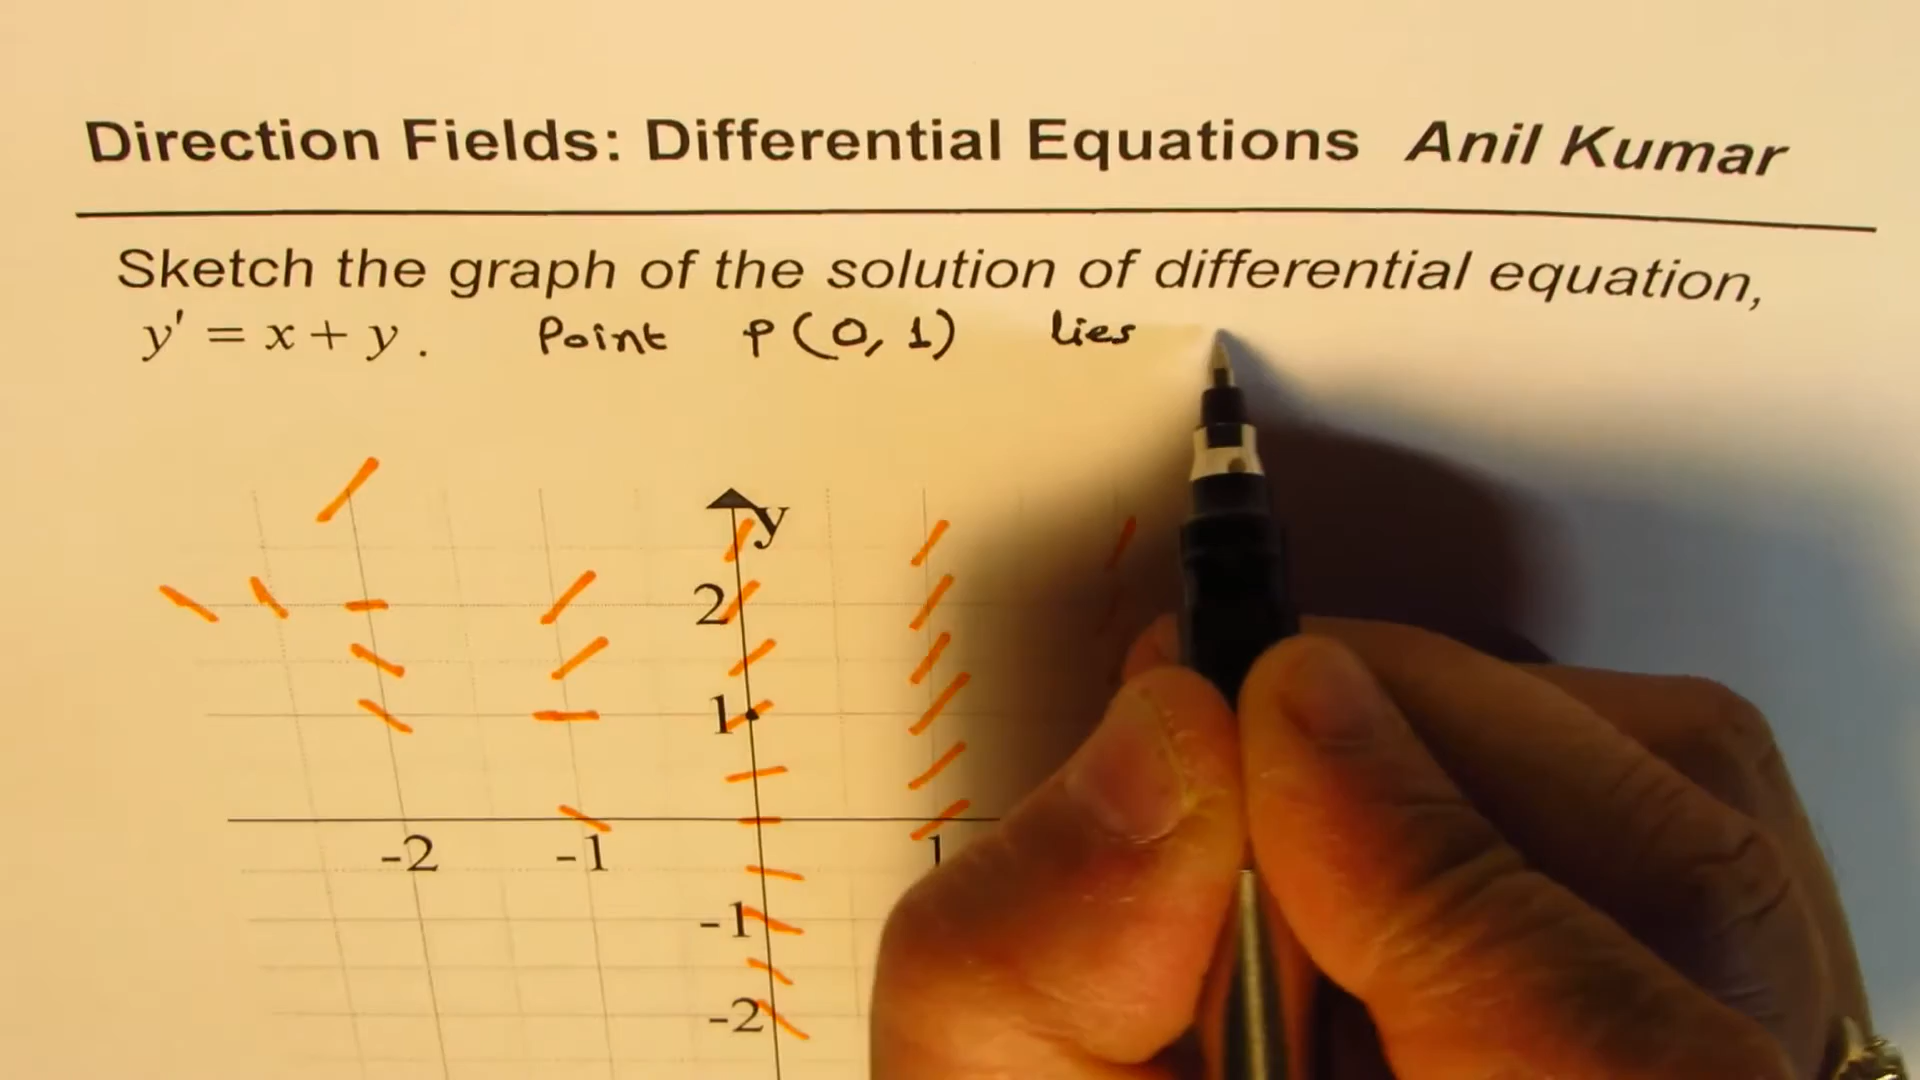 Direction Fields: Differential Equations Anil Kumar
Sketch the graph of the solution of differential equation,
y' = x + y . Point P(0, 1) lies
y
2
1
-2 -1 1
-1
-2